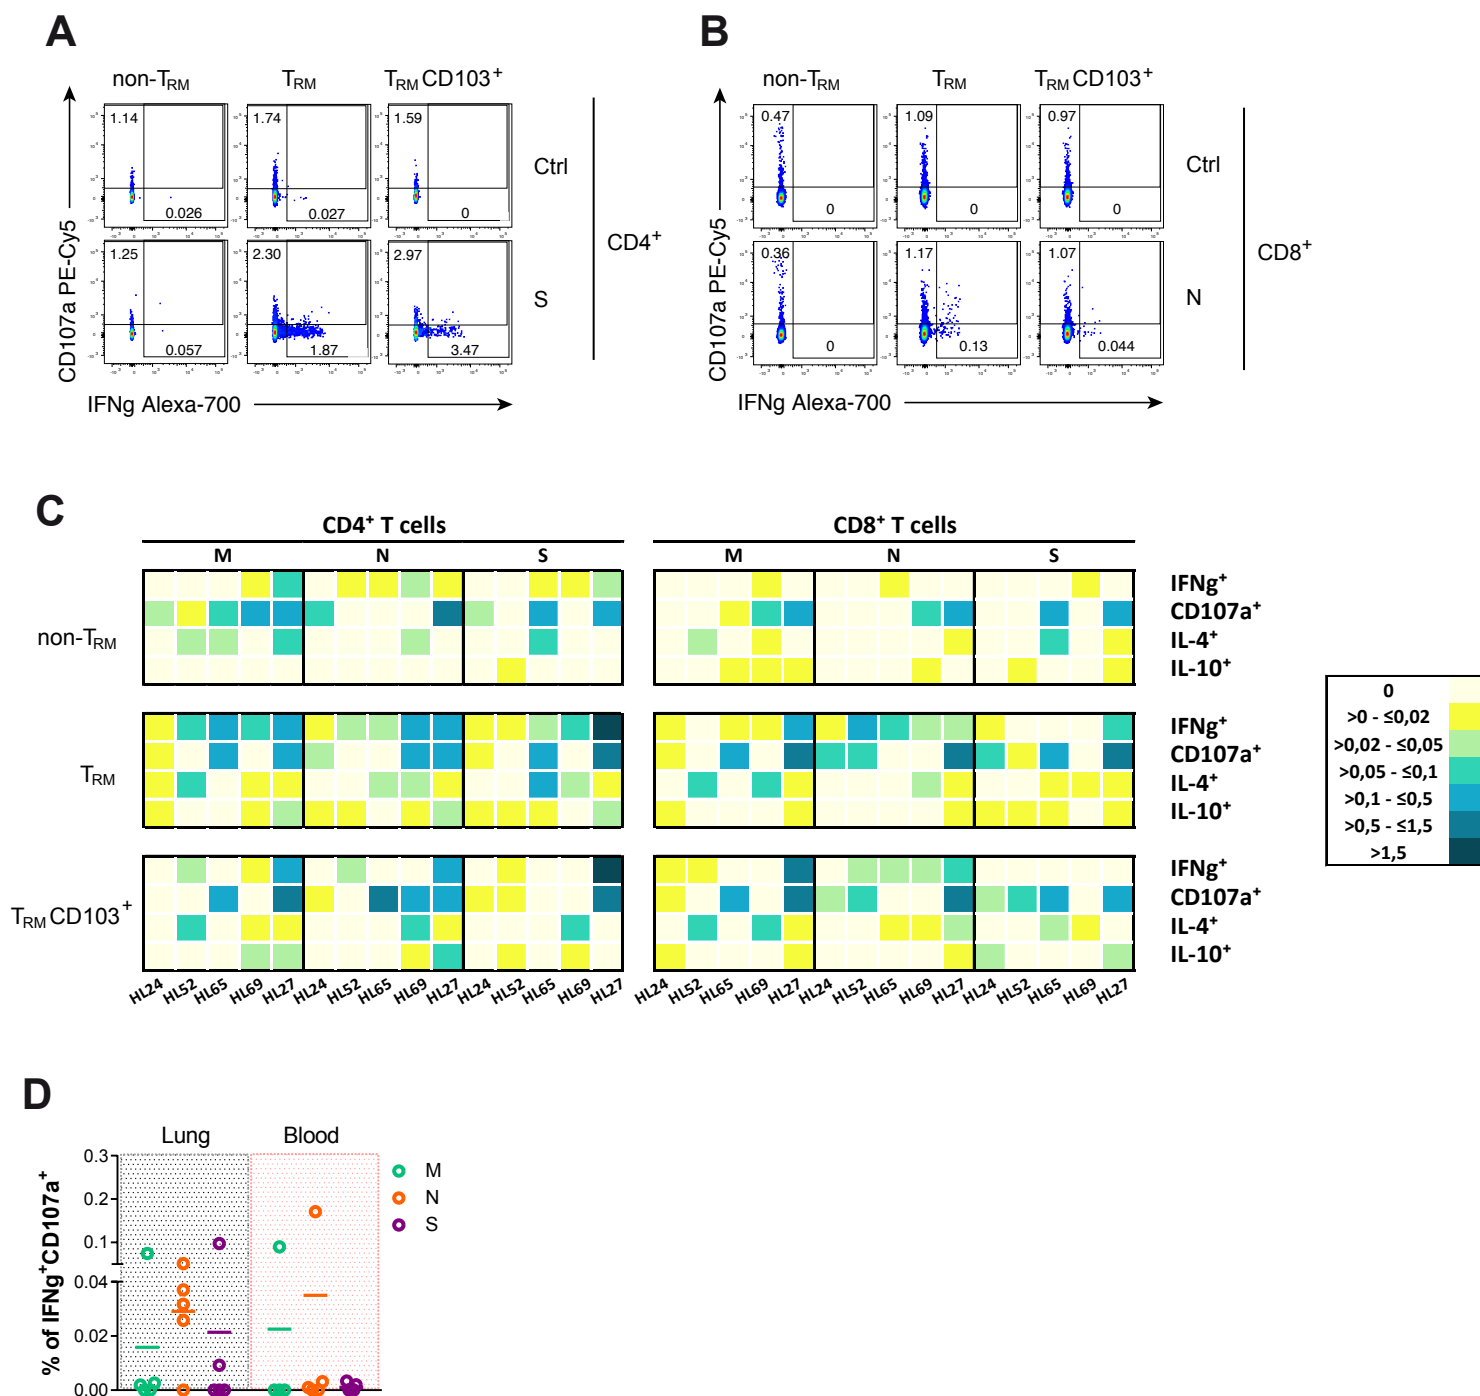 A
non-TRM TRM TRM CD103+
1.14 1.74 1.59
0.026 0.027 0
Ctrl
1.25 2.30 2.97
0.057 1.87 3.47
S
CD4+
CD107a PE-Cy5
IFNg Alexa-700
B
non-TRM TRM TRM CD103+
0.47 1.09 0.97
0 0 0
Ctrl
0.36 1.17 1.07
0 0.13 0.044
N
CD8+
CD107a PE-Cy5
IFNg Alexa-700
C
CD4+ T cells CD8+ T cells
M N S M N S
non-TRM
IFNg+
CD107a+
IL-4+
IL-10+
TRM
IFNg+
CD107a+
IL-4+
IL-10+
TRM CD103+
IFNg+
CD107a+
IL-4+
IL-10+
HL24 HL52 HL65 HL69 HL27 HL24 HL52 HL65 HL69 HL27 HL24 HL52 HL65 HL69 HL27 HL24 HL52 HL65 HL69 HL27 HL24 HL52 HL65 HL69 HL27 HL24 HL52 HL65 HL69 HL27
0
>0 - ≤0,02
>0,02 - ≤0,05
>0,05 - ≤0,1
>0,1 - ≤0,5
>0,5 - ≤1,5
>1,5
D
Lung Blood
% of IFNg+CD107a+
0.3
0.2
0.1
0.04
0.02
0.00
M
N
S